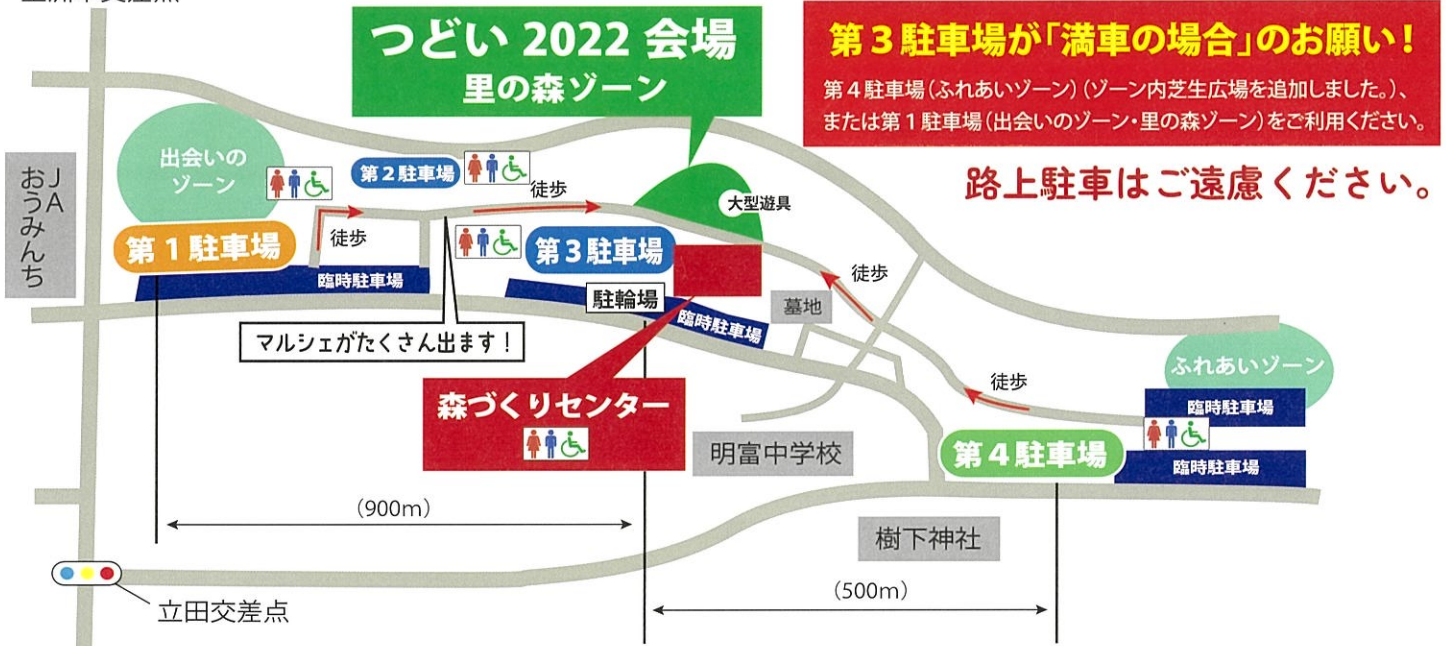 つどい 2022 会場
里の森ゾーン
第3駐車場が「満車の場合」のお願い!
第4駐車場(ふれあいゾーン)(ゾーン内芝生広場を追加しました。)、
または第1駐車場(出会いのゾーン・里の森ゾーン)をご利用ください。
路上駐車はご遠慮ください。
JA
おうみんち
出会いの
ゾーン
第2駐車場
徒歩
大型遊具
第1駐車場
徒歩
第3駐車場
臨時駐車場
駐輪場
臨時駐車場
墓地
徒歩
マルシェがたくさん出ます!
森づくりセンター
明富中学校
徒歩
ふれあいゾーン
臨時駐車場
第4駐車場
臨時駐車場
(900m)
樹下神社
(500m)
立田交差点